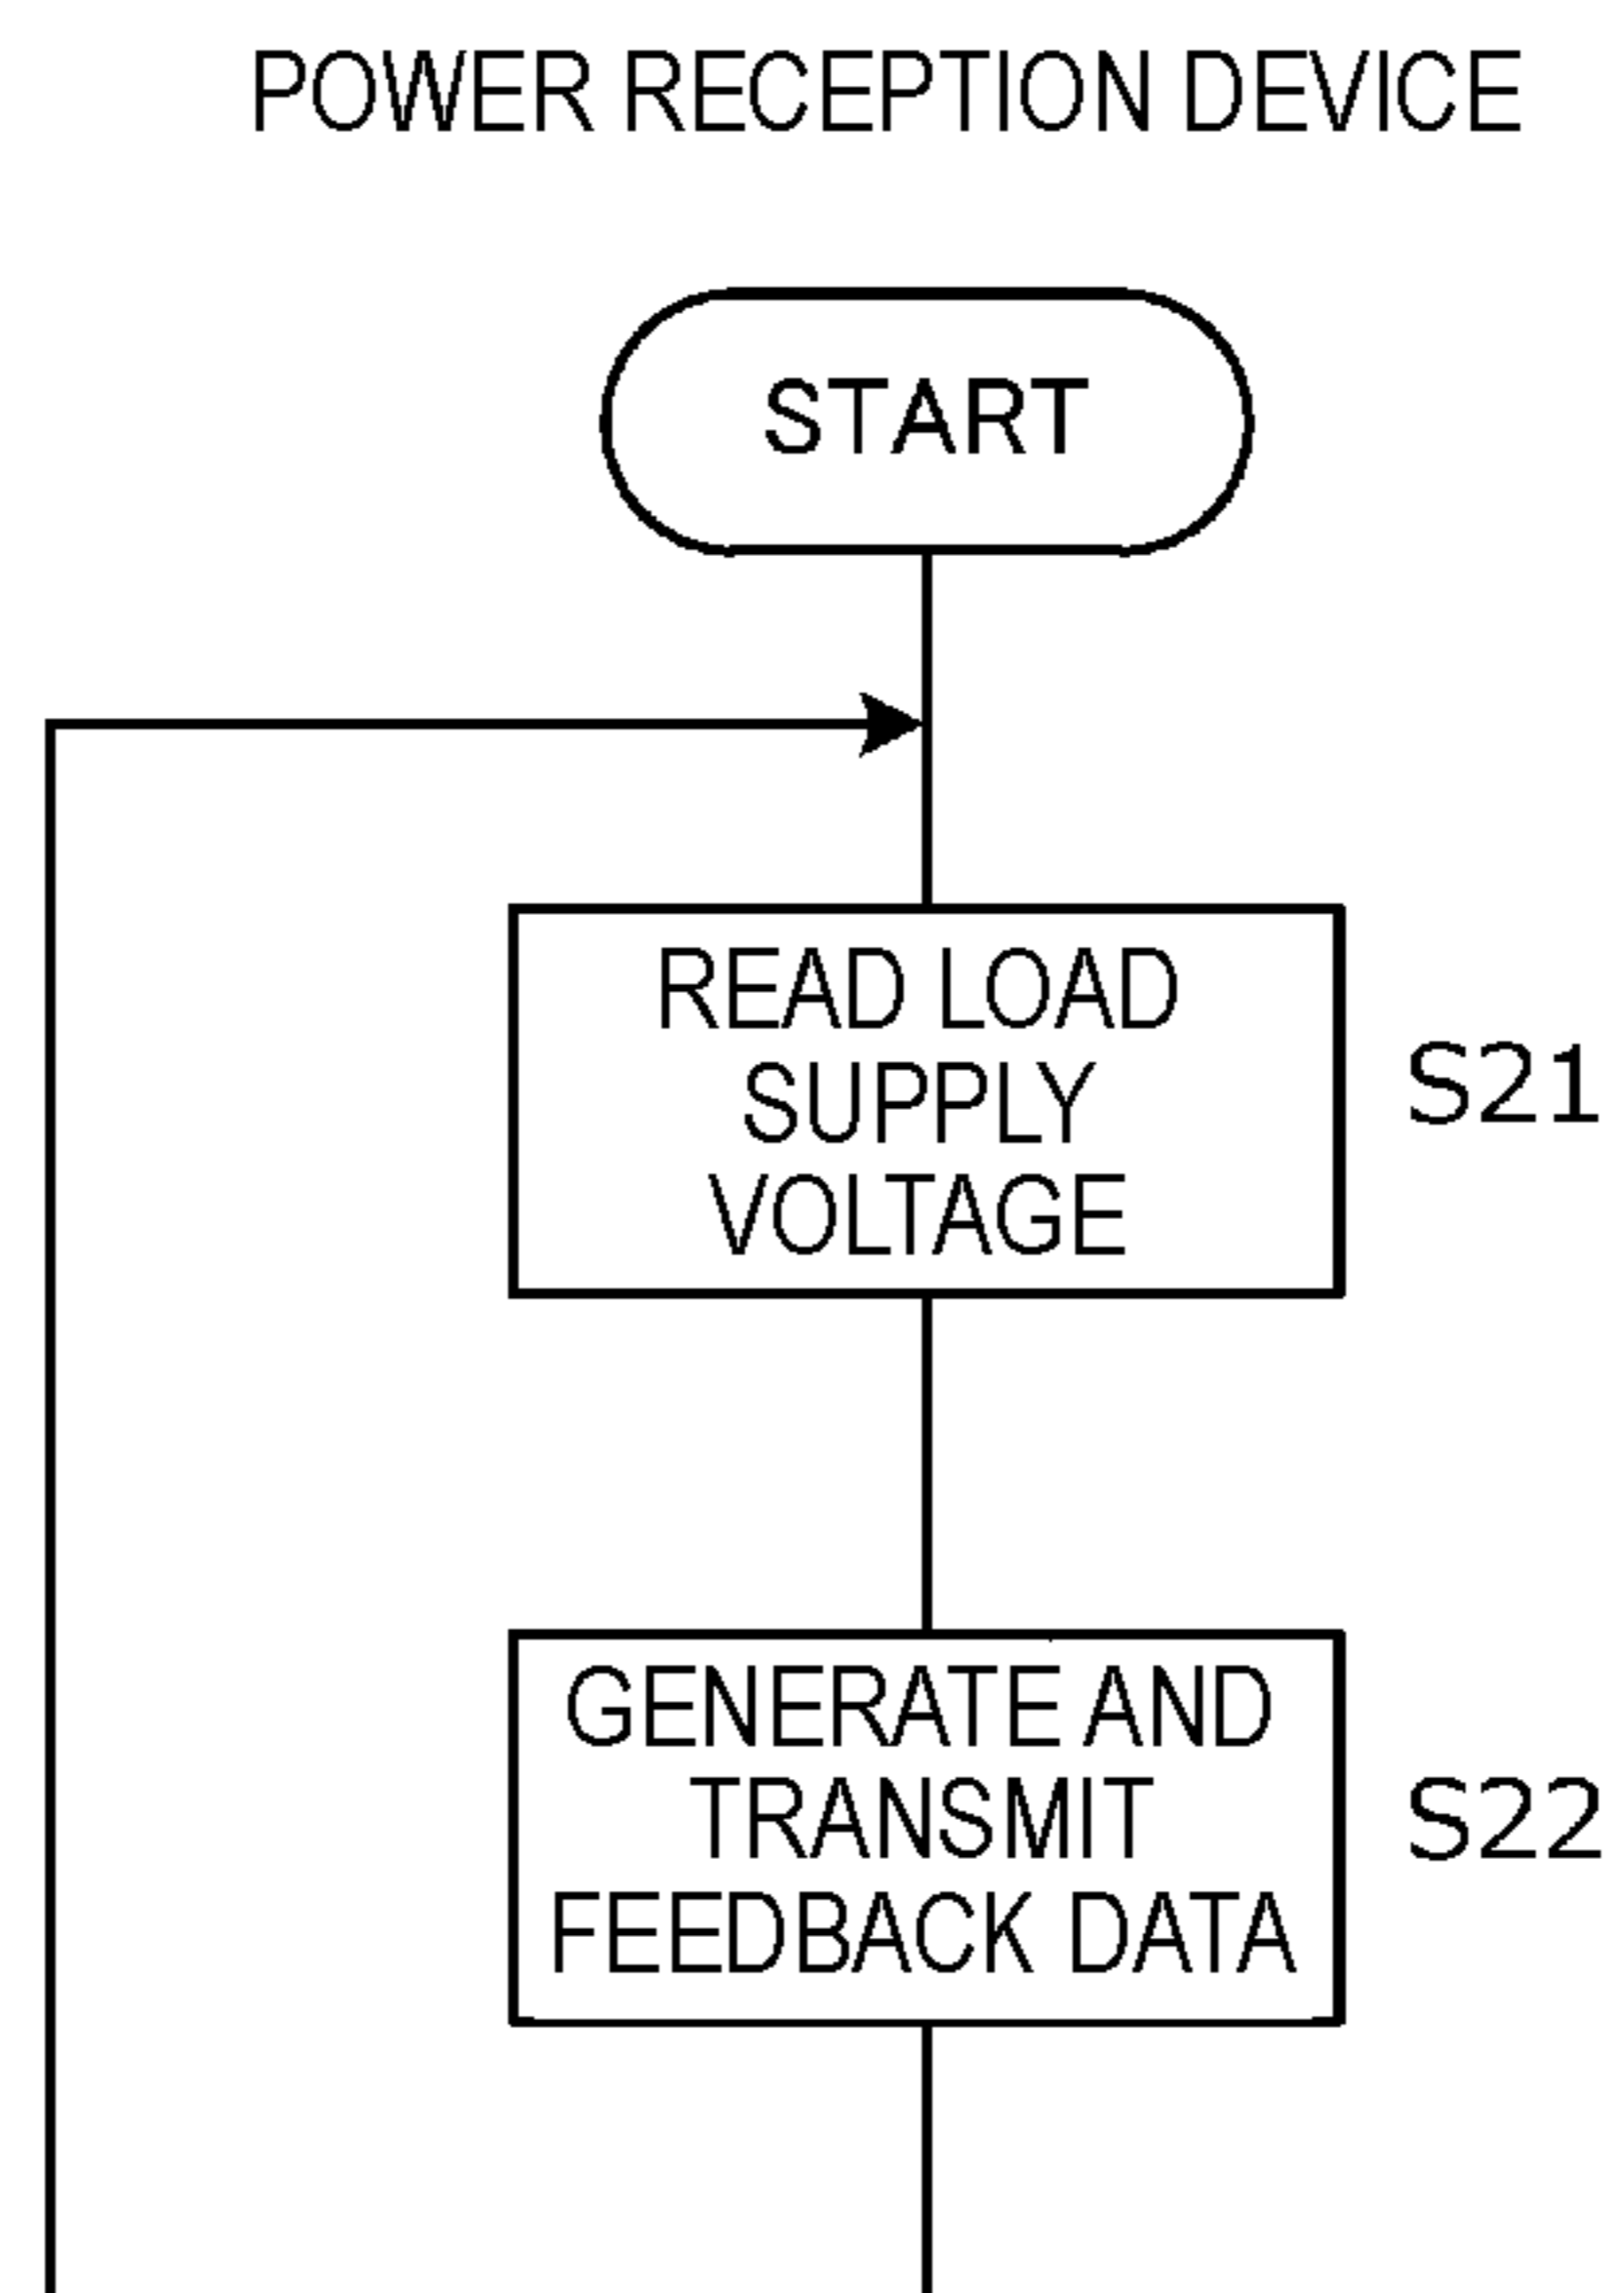 POWER RECEPTION DEVICE
START
READ LOAD
SUPPLY
VOLTAGE
S21
GENERATE AND
TRANSMIT
FEEDBACK DATA
S22